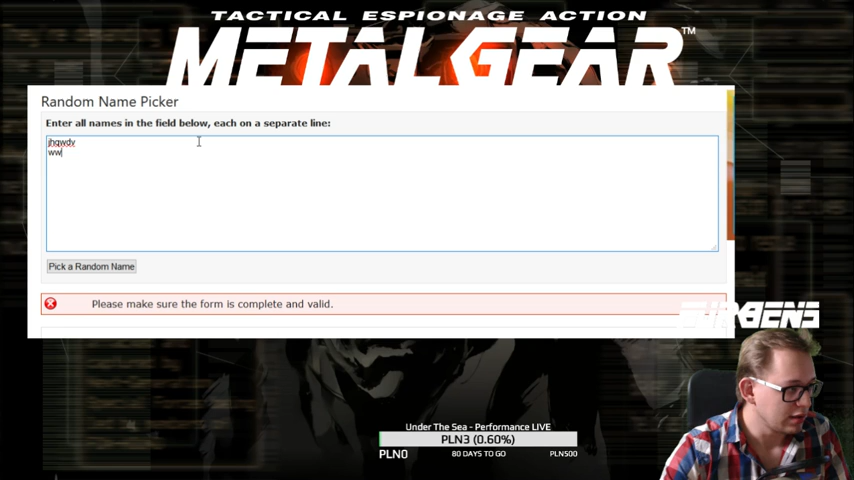 TACTICAL ESPIONAGE ACTION
METAL GEAR™
Random Name Picker
Enter all names in the field below, each on a separate line:
jhqwdv
ww
Pick a Random Name
Please make sure the form is complete and valid.
Under The Sea - Performance LIVE
PLN3 (0.60%)
PLN0 80 DAYS TO GO PLN500